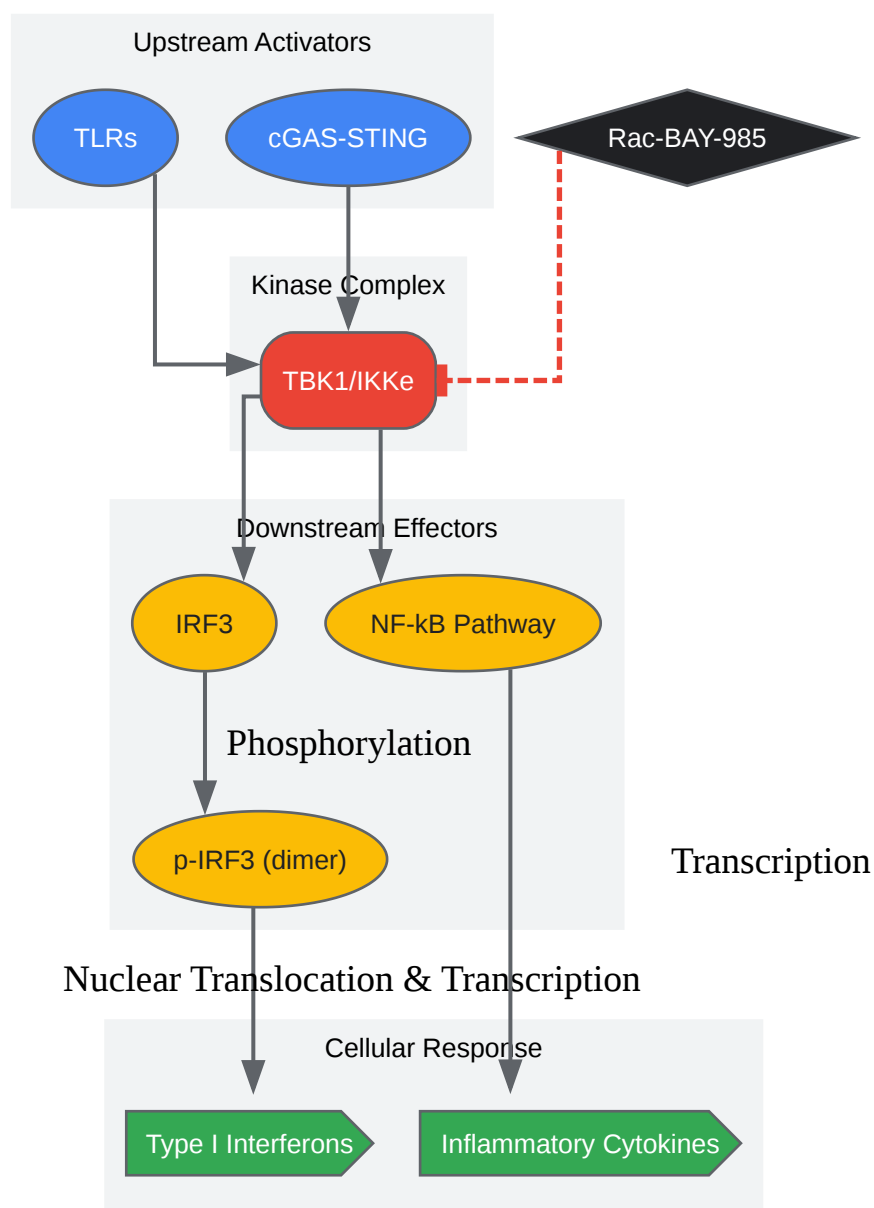 Upstream Activators
TLRs
cGAS-STING
Rac-BAY-985
Kinase Complex
TBK1/IKKe
Downstream Effectors
IRF3
NF-kB Pathway
Phosphorylation
p-IRF3 (dimer)
Transcription
Nuclear Translocation & Transcription
Cellular Response
Type I Interferons
Inflammatory Cytokines